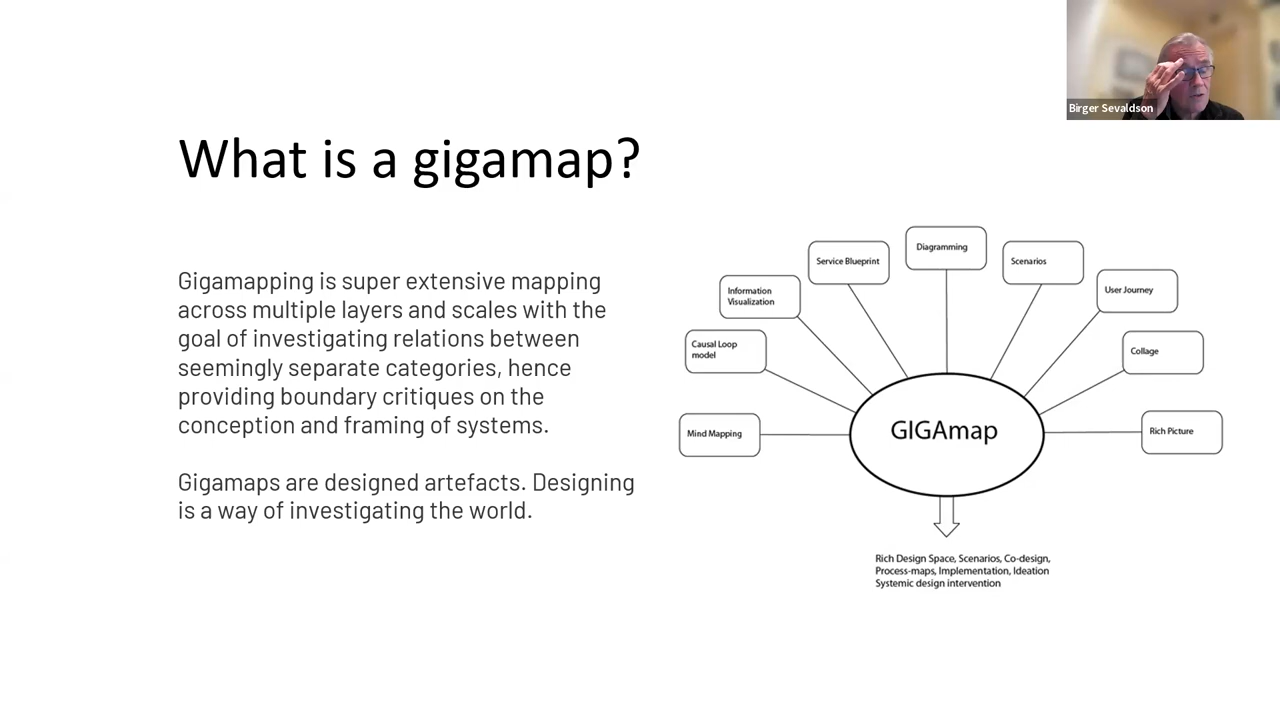 Birger Sevaldson
What is a gigamap?
Gigamapping is super extensive mapping
across multiple layers and scales with the
goal of investigating relations between
seemingly separate categories, hence
providing boundary critiques on the
conception and framing of systems.
Gigamaps are designed artefacts. Designing
is a way of investigating the world.
Mind Mapping
Causal Loop
model
Information
Visualization
Service Blueprint
Diagramming
Scenarios
User Journey
Collage
Rich Picture
GIGAmap
Rich Design Space, Scenarios, Co-design,
Process-maps, Implementation, Ideation
Systemic design intervention